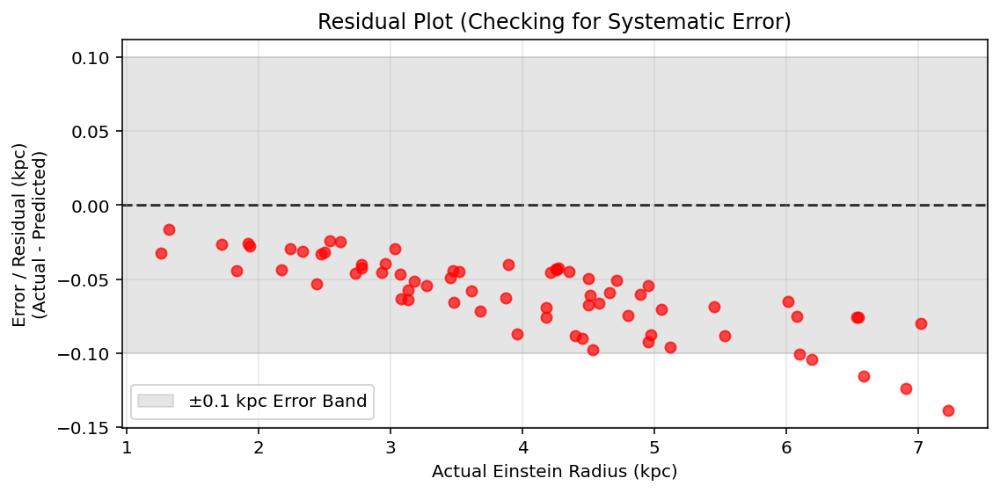 Residual Plot (Checking for Systematic Error)
Error / Residual (kpc)
(Actual - Predicted)
0.10
0.05
0.00
−0.05
−0.10
−0.15
±0.1 kpc Error Band
1 2 3 4 5 6 7
Actual Einstein Radius (kpc)